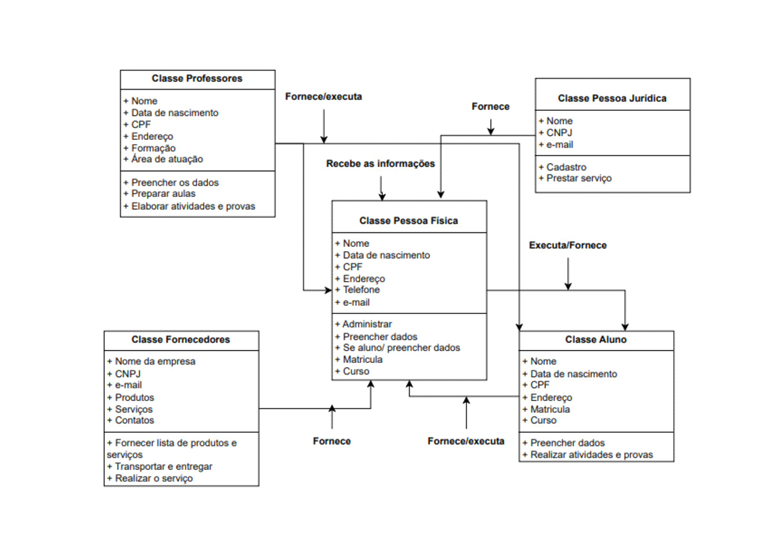 Classe Professores
+ Nome
+ Data de nascimento
+ CPF
+ Endereço
+ Formação
+ Área de atuação
+ Preencher os dados
+ Preparar aulas
+ Elaborar atividades e provas
Fornece/executa
Fornece
Classe Pessoa Jurídica
+ Nome
+ CNPJ
+ e-mail
+ Cadastro
+ Prestar serviço
Recebe as informações
Classe Pessoa Física
+ Nome
+ Data de nascimento
+ CPF
+ Endereço
+ Telefone
+ e-mail
+ Administrar
+ Preencher dados
+ Se aluno/ preencher dados
+ Matricula
+ Curso
Executa/Fornece
Classe Fornecedores
+ Nome da empresa
+ CNPJ
+ e-mail
+ Produtos
+ Serviços
+ Contatos
+ Fornecer lista de produtos e
serviços
+ Transportar e entregar
+ Realizar o serviço
Fornece
Fornece/executa
Classe Aluno
+ Nome
+ Data de nascimento
+ CPF
+ Endereço
+ Matricula
+ Curso
+ Preencher dados
+ Realizar atividades e provas